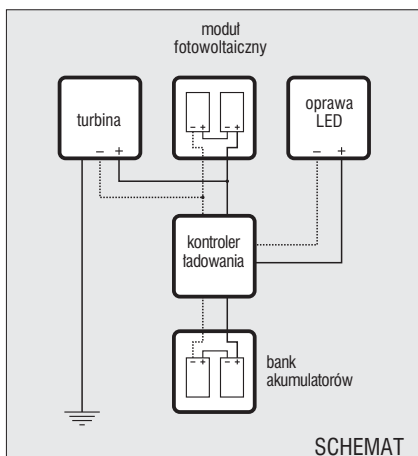 moduł
fotowoltaiczny
turbina
− +
− + − +
oprawa
LED
− +
kontroler
ładowania
− + − +
bank
akumulatorów
SCHEMAT